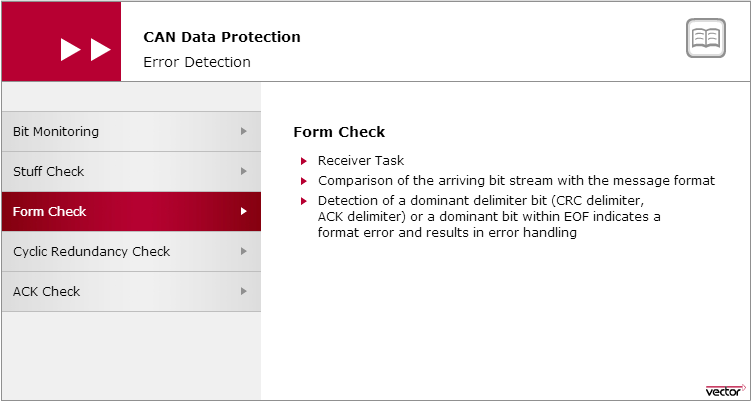 CAN Data Protection
Error Detection
Bit Monitoring
Stuff Check
Form Check
Cyclic Redundancy Check
ACK Check
Form Check
Receiver Task
Comparison of the arriving bit stream with the message format
Detection of a dominant delimiter bit (CRC delimiter,
ACK delimiter) or a dominant bit within EOF indicates a
format error and results in error handling
vector